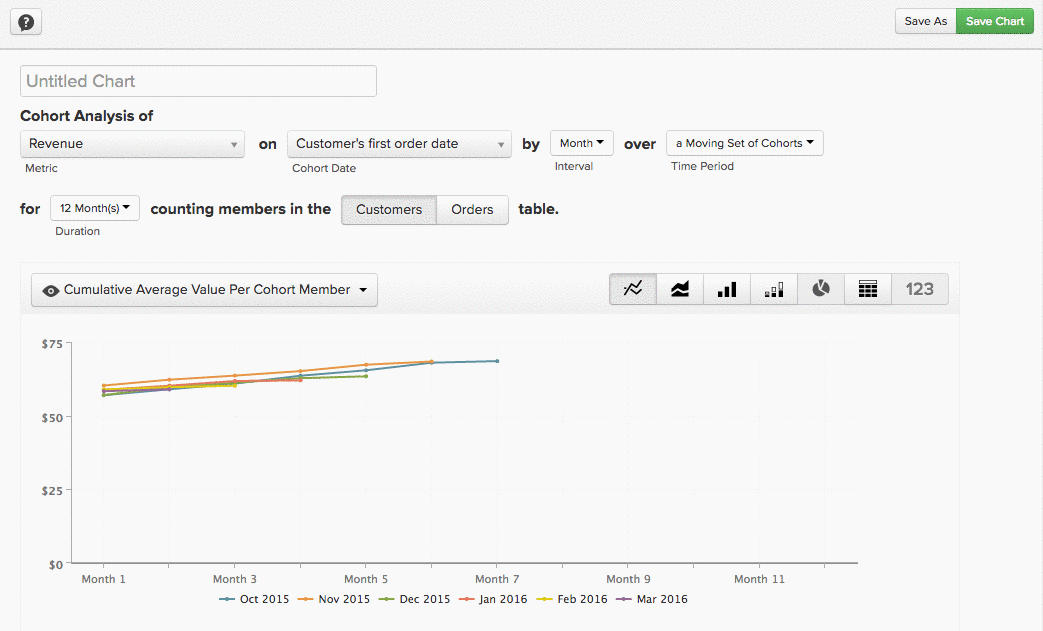 ?
Save As Save Chart
Untitled Chart
Cohort Analysis of
Revenue on Customer's first order date by Month over a Moving Set of Cohorts
Metric Cohort Date Interval Time Period
for 12 Month(s) counting members in the Customers Orders table.
Duration
Cumulative Average Value Per Cohort Member 123
$75
$50
$25
$0
Month 1 Month 3 Month 5 Month 7 Month 9 Month 11
Oct 2015 Nov 2015 Dec 2015 Jan 2016 Feb 2016 Mar 2016